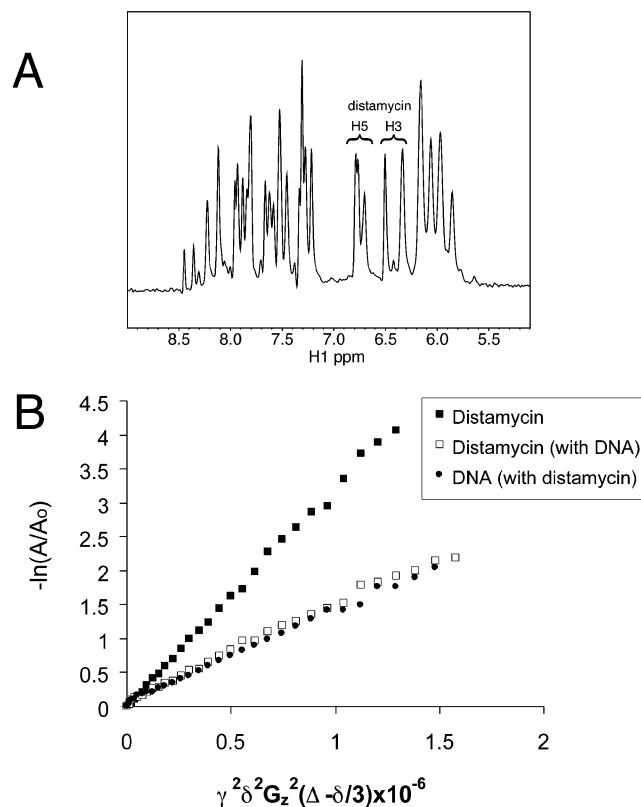 A
distamycin
H5 H3
8.5 8.0 7.5 7.0 6.5 6.0 5.5
H1 ppm
B
4.5
4
3.5
3
2.5
2
1.5
1
0.5
0
-ln(A/Ao)
Distamycin
Distamycin (with DNA)
DNA (with distamycin)
0 0.5 1 1.5 2
γ²δ²Gz²(Δ-δ/3)x10⁻⁶